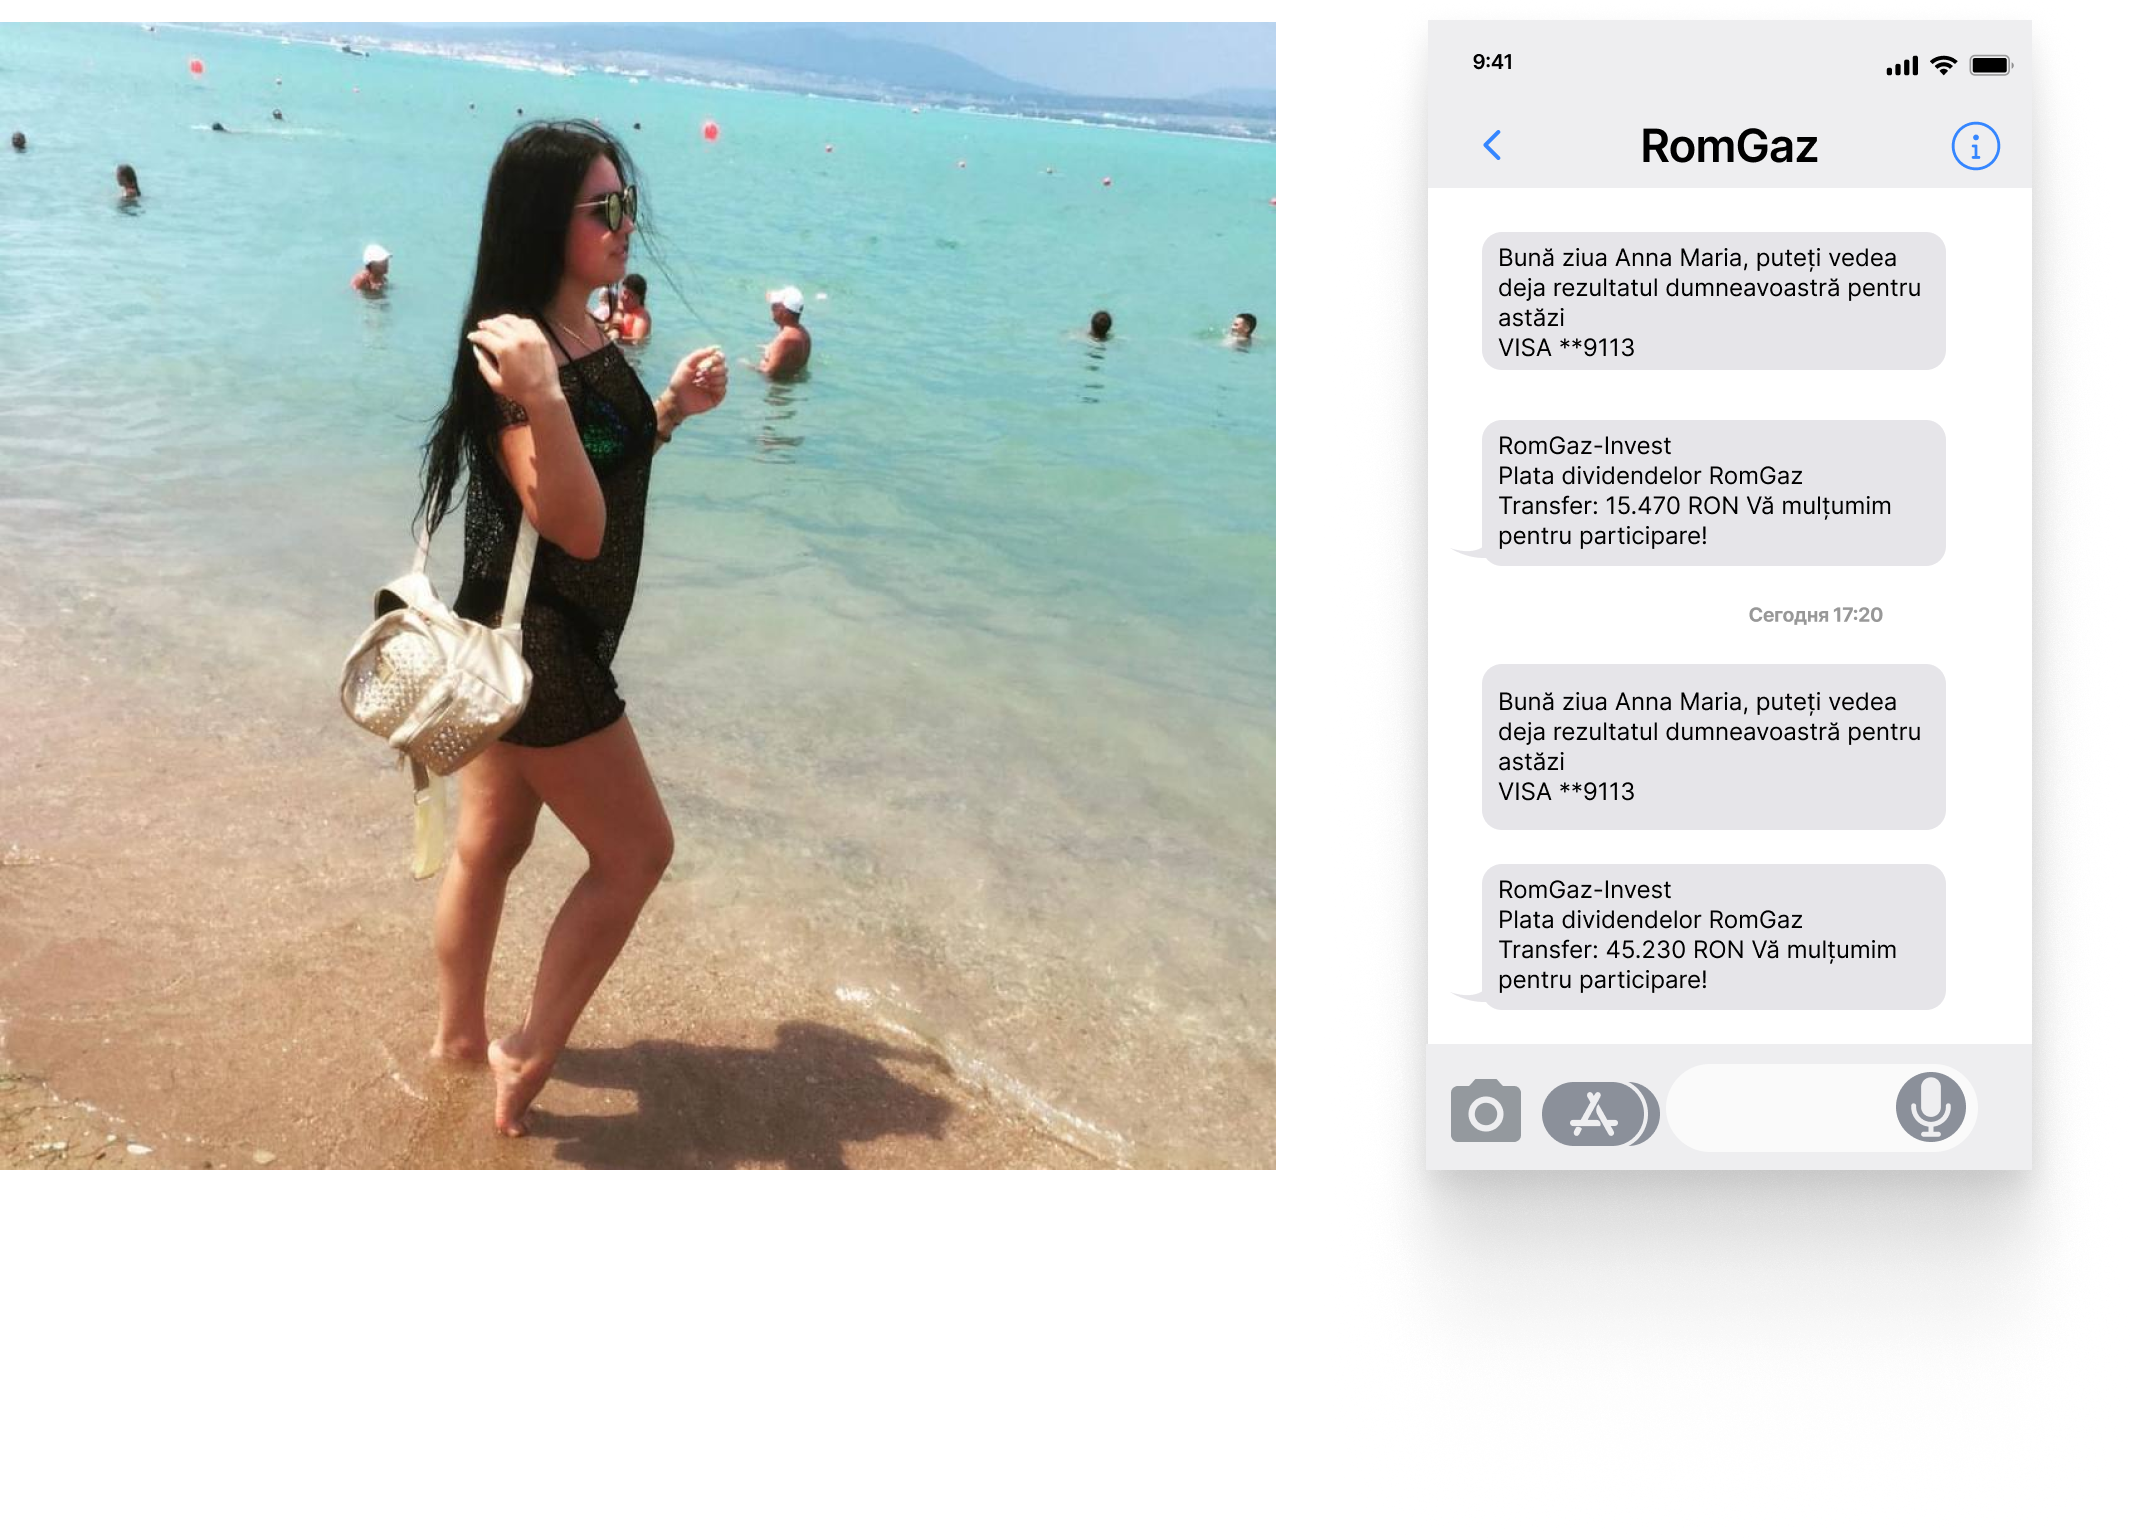 9:41
RomGaz
Bună ziua Anna Maria, puteți vedea
deja rezultatul dumneavoastră pentru
astăzi
VISA **9113
RomGaz-Invest
Plata dividendelor RomGaz
Transfer: 15.470 RON Vă mulțumim
pentru participare!
Сегодня 17:20
Bună ziua Anna Maria, puteți vedea
deja rezultatul dumneavoastră pentru
astăzi
VISA **9113
RomGaz-Invest
Plata dividendelor RomGaz
Transfer: 45.230 RON Vă mulțumim
pentru participare!